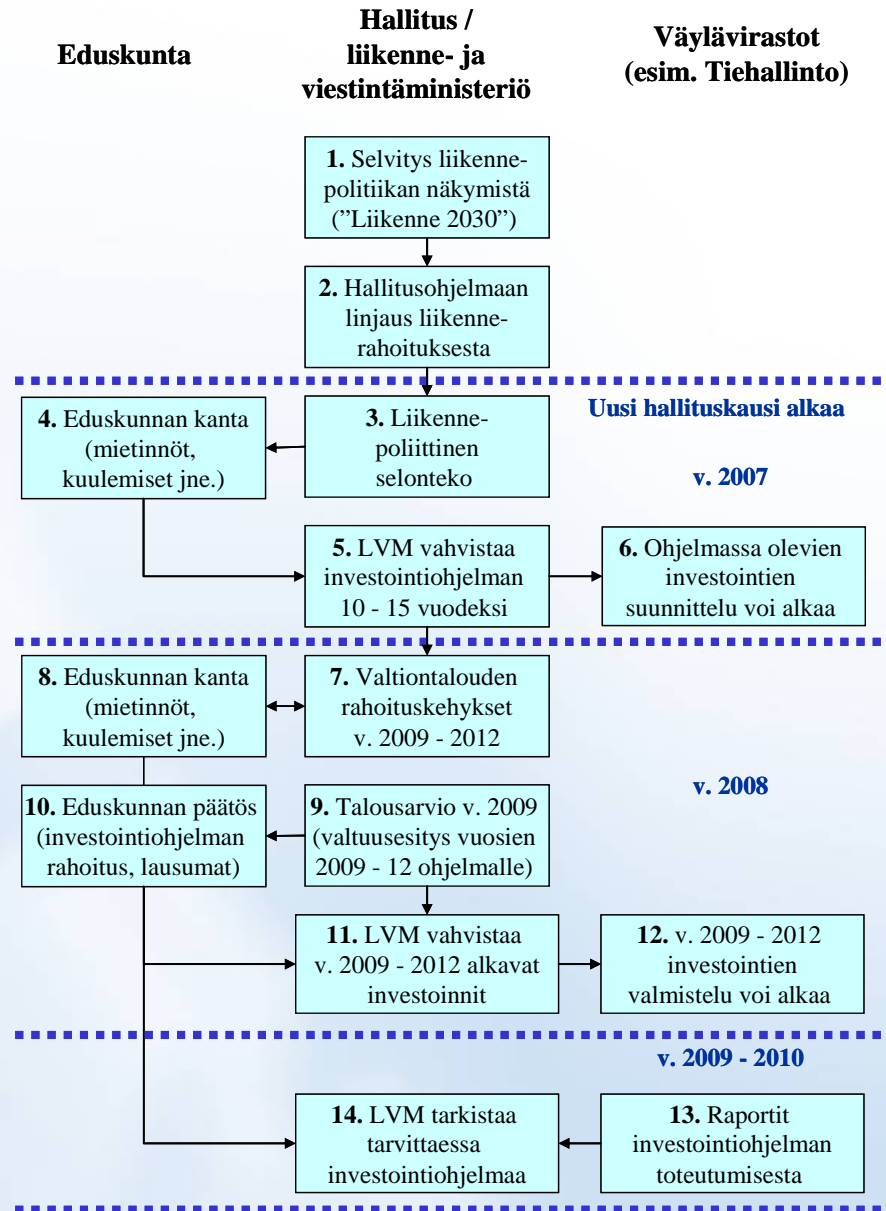 Eduskunta
Hallitus /
liikenne- ja
viestintäministeriö
Väylävirastot
(esim. Tiehallinto)
1. Selvitys liikenne-
politiikan näkymistä
(”Liikenne 2030”)
2. Hallitusohjelmaan
linjaus liikenne-
rahoituksesta
Uusi hallituskausi alkaa
v. 2007
3. Liikenne-
poliittinen
selonteko
4. Eduskunnan kanta
(mietinnöt,
kuulemiset jne.)
5. LVM vahvistaa
investointiohjelman
10 - 15 vuodeksi
6. Ohjelmassa olevien
investointien
suunnittelu voi alkaa
7. Valtiontalouden
rahoituskehykset
v. 2009 - 2012
8. Eduskunnan kanta
(mietinnöt,
kuulemiset jne.)
v. 2008
9. Talousarvio v. 2009
(valtuusesitys vuosien
2009 - 12 ohjelmalle)
10. Eduskunnan päätös
(investointiohjelman
rahoitus, lausumat)
11. LVM vahvistaa
v. 2009 - 2012 alkavat
investoinnit
12. v. 2009 - 2012
investointien
valmistelu voi alkaa
v. 2009 - 2010
13. Raportit
investointiohjelman
toteutumisesta
14. LVM tarkistaa
tarvittaessa
investointiohjelmaa